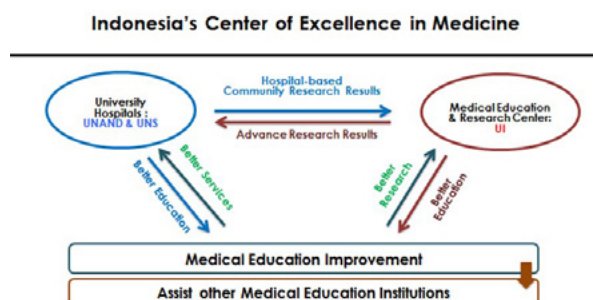 Indonesia's Center of Excellence in Medicine
Hospital-based
Community Research Results
University
Hospitals :
UNAND & UNS
Medical Education
& Research Center:
UI
Advance Research Results
Better Services
Better Education
Better
Research
Better
Education
Medical Education Improvement
Assist other Medical Education Institutions